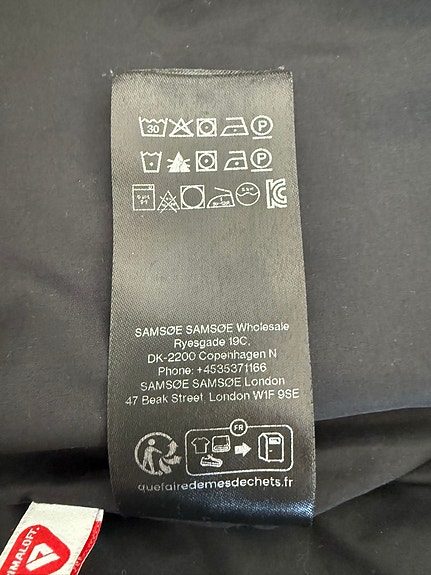 30 P
P
SAMSØE SAMSØE Wholesale
Ryesgade 19C,
DK-2200 Copenhagen N
Phone: +4535371166
SAMSØE SAMSØE London
47 Beak Street, London W1F 9SE
FR
quefairedemesdechets.fr